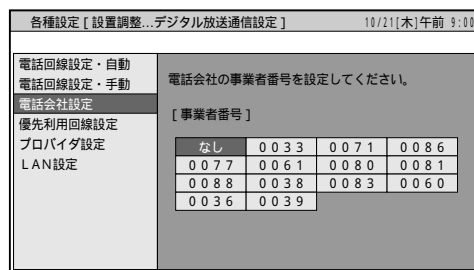 各種設定 [ 設置調整...デジタル放送通信設定 ]
10/21[木]午前 9:00
電話回線設定・自動
電話回線設定・手動
電話会社設定
優先利用回線設定
プロバイダ設定
LAN設定
電話会社の事業者番号を設定してください。
[ 事業者番号 ]
なし 0033 0071 0086
0077 0061 0080 0081
0088 0038 0083 0060
0036 0039